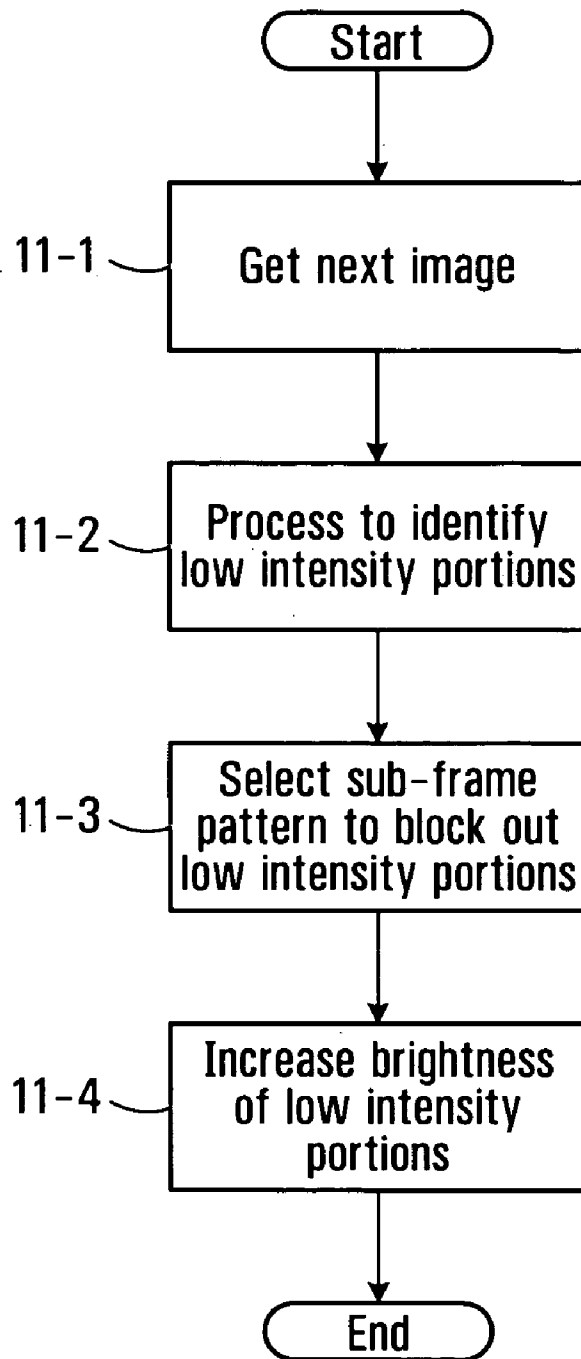 Start
11-1
Get next image
11-2
Process to identify
low intensity portions
11-3
Select sub-frame
pattern to block out
low intensity portions
11-4
Increase brightness
of low intensity
portions
End